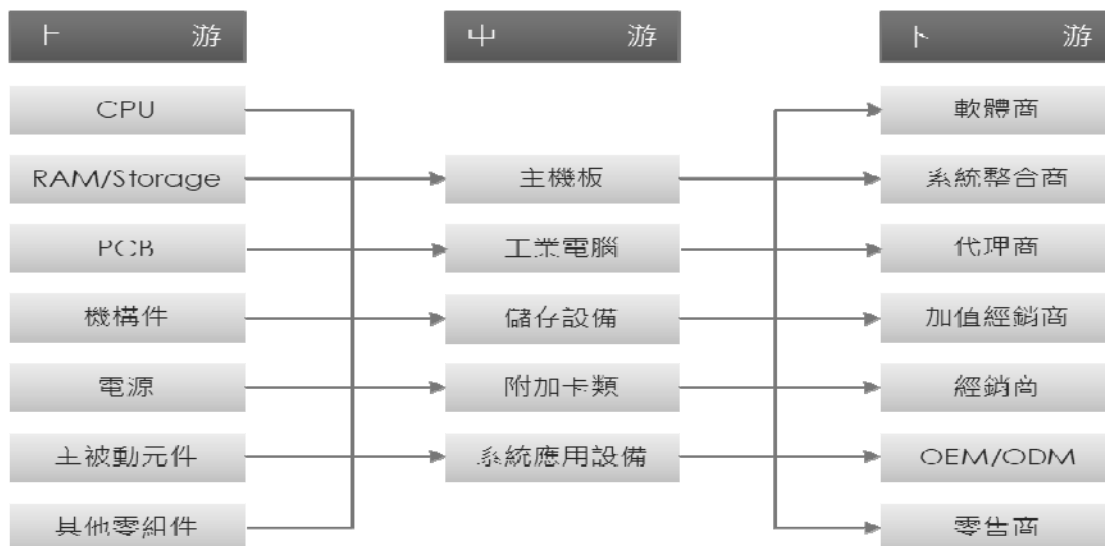 上 游
中 游
下 游
CPU
軟體商
RAM/Storage
主機板
系統整合商
PCB
工業電腦
代理商
機構件
儲存設備
加值經銷商
電源
附加卡類
經銷商
主被動元件
系統應用設備
OEM/ODM
其他零組件
零售商